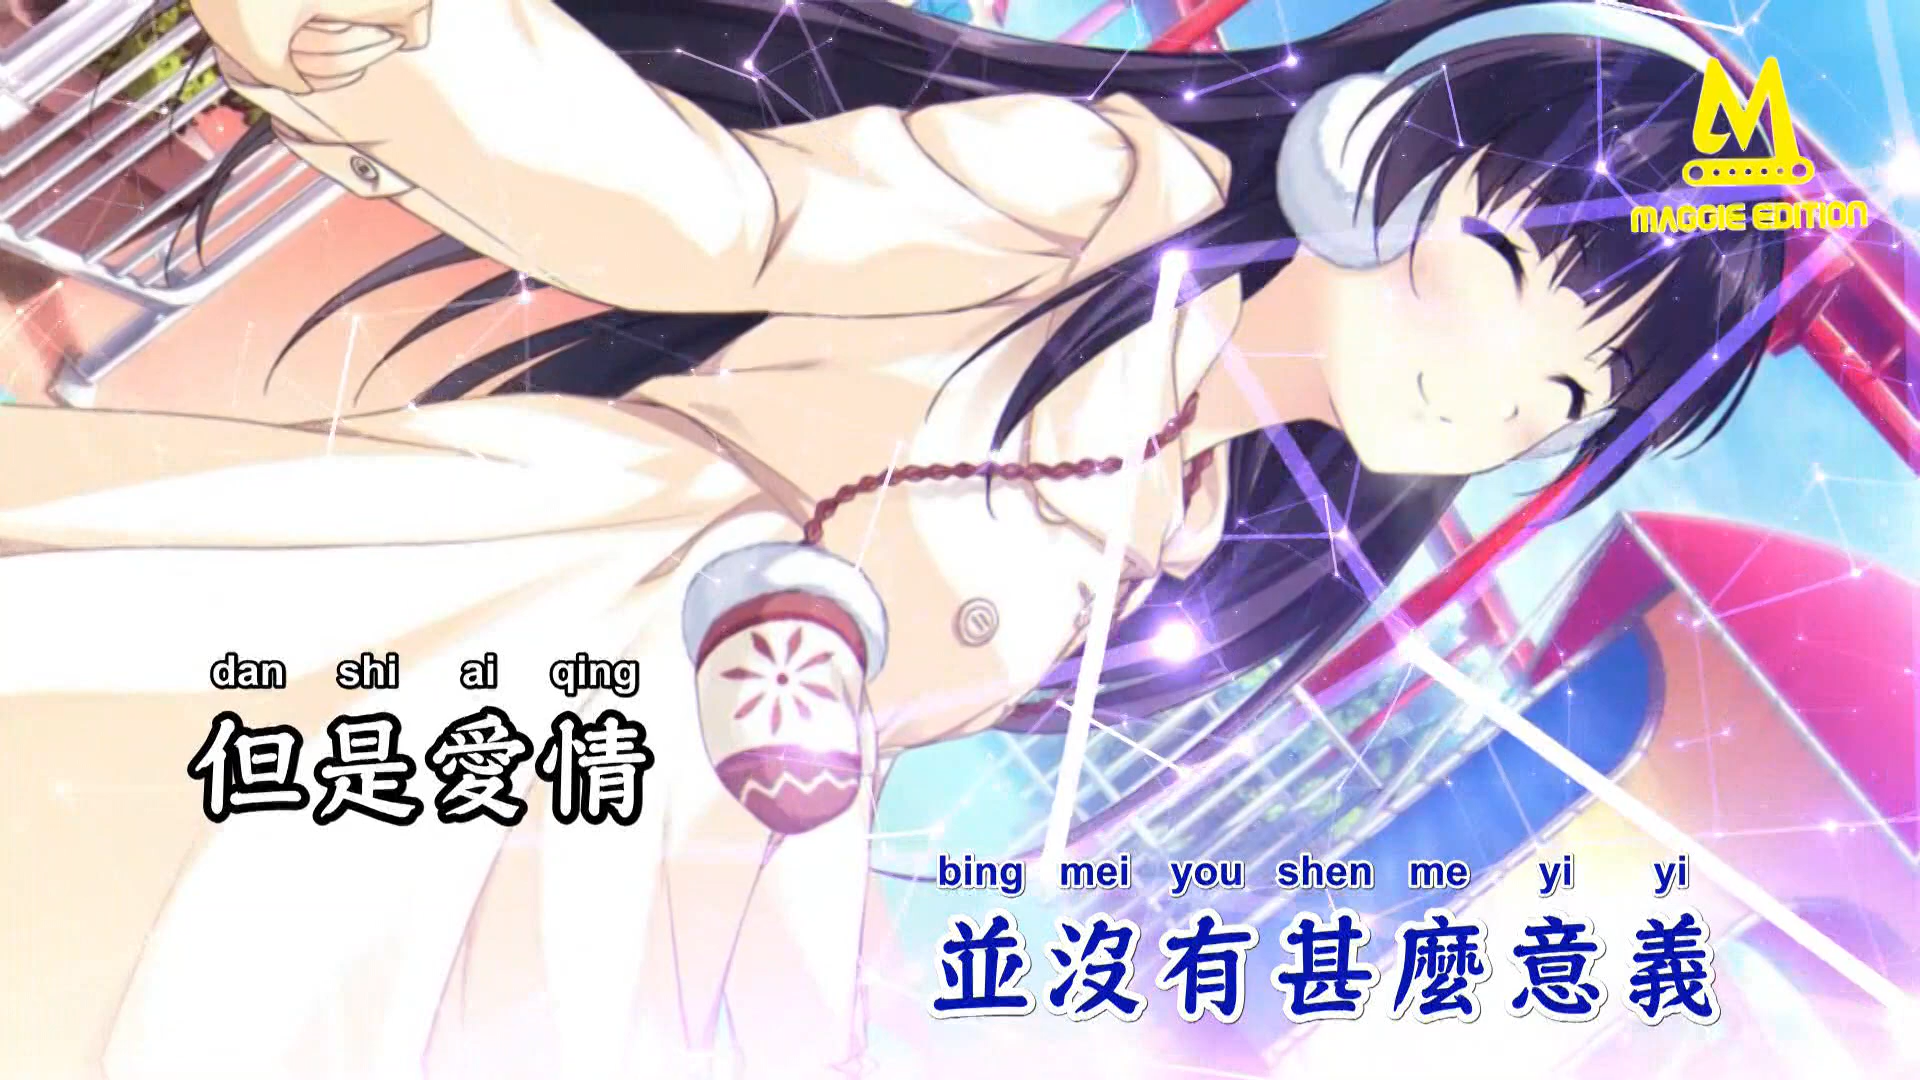 MAGGIE EDITION
dan shi ai qing
但是愛情
bing mei you shen me yi yi
並沒有甚麼意義